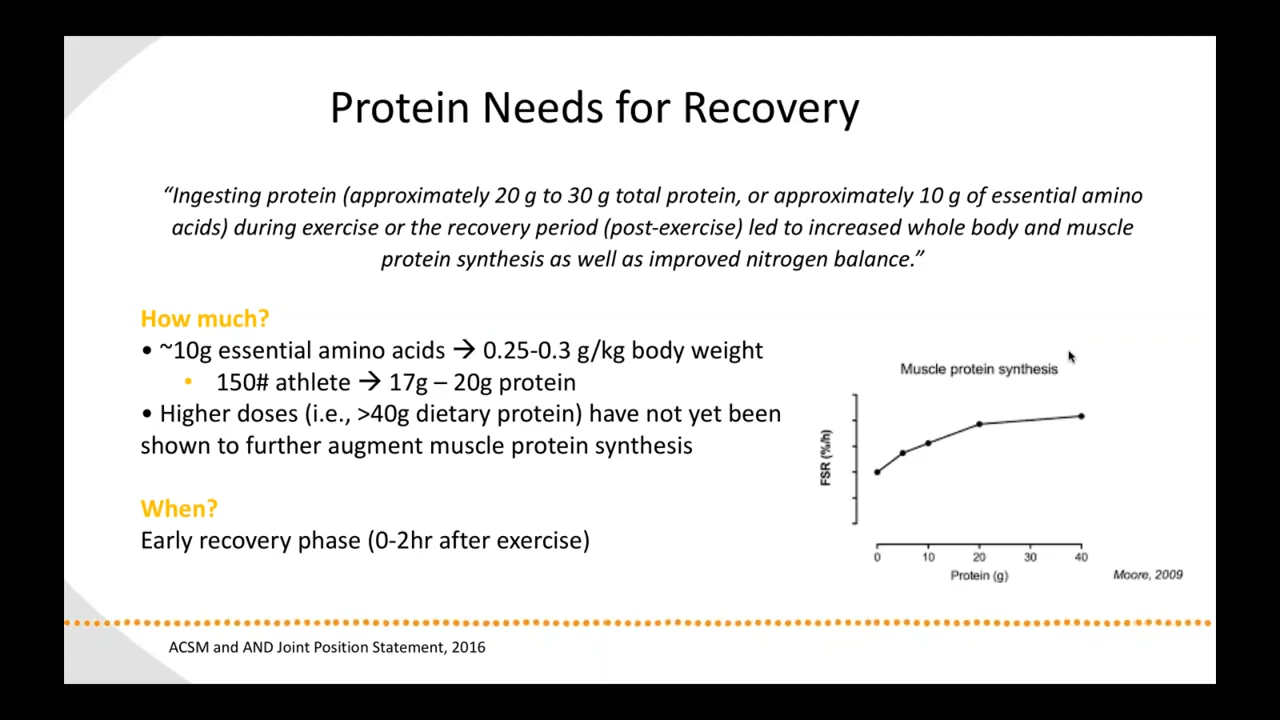 Protein Needs for Recovery
“Ingesting protein (approximately 20 g to 30 g total protein, or approximately 10 g of essential amino
acids) during exercise or the recovery period (post-exercise) led to increased whole body and muscle
protein synthesis as well as improved nitrogen balance.”
How much?
• ~10g essential amino acids → 0.25-0.3 g/kg body weight
• 150# athlete → 17g – 20g protein
• Higher doses (i.e., >40g dietary protein) have not yet been
shown to further augment muscle protein synthesis
When?
Early recovery phase (0-2hr after exercise)
Muscle protein synthesis
FSR (%/h)
0 10 20 30 40
Protein (g)
Moore, 2009
ACSM and AND Joint Position Statement, 2016